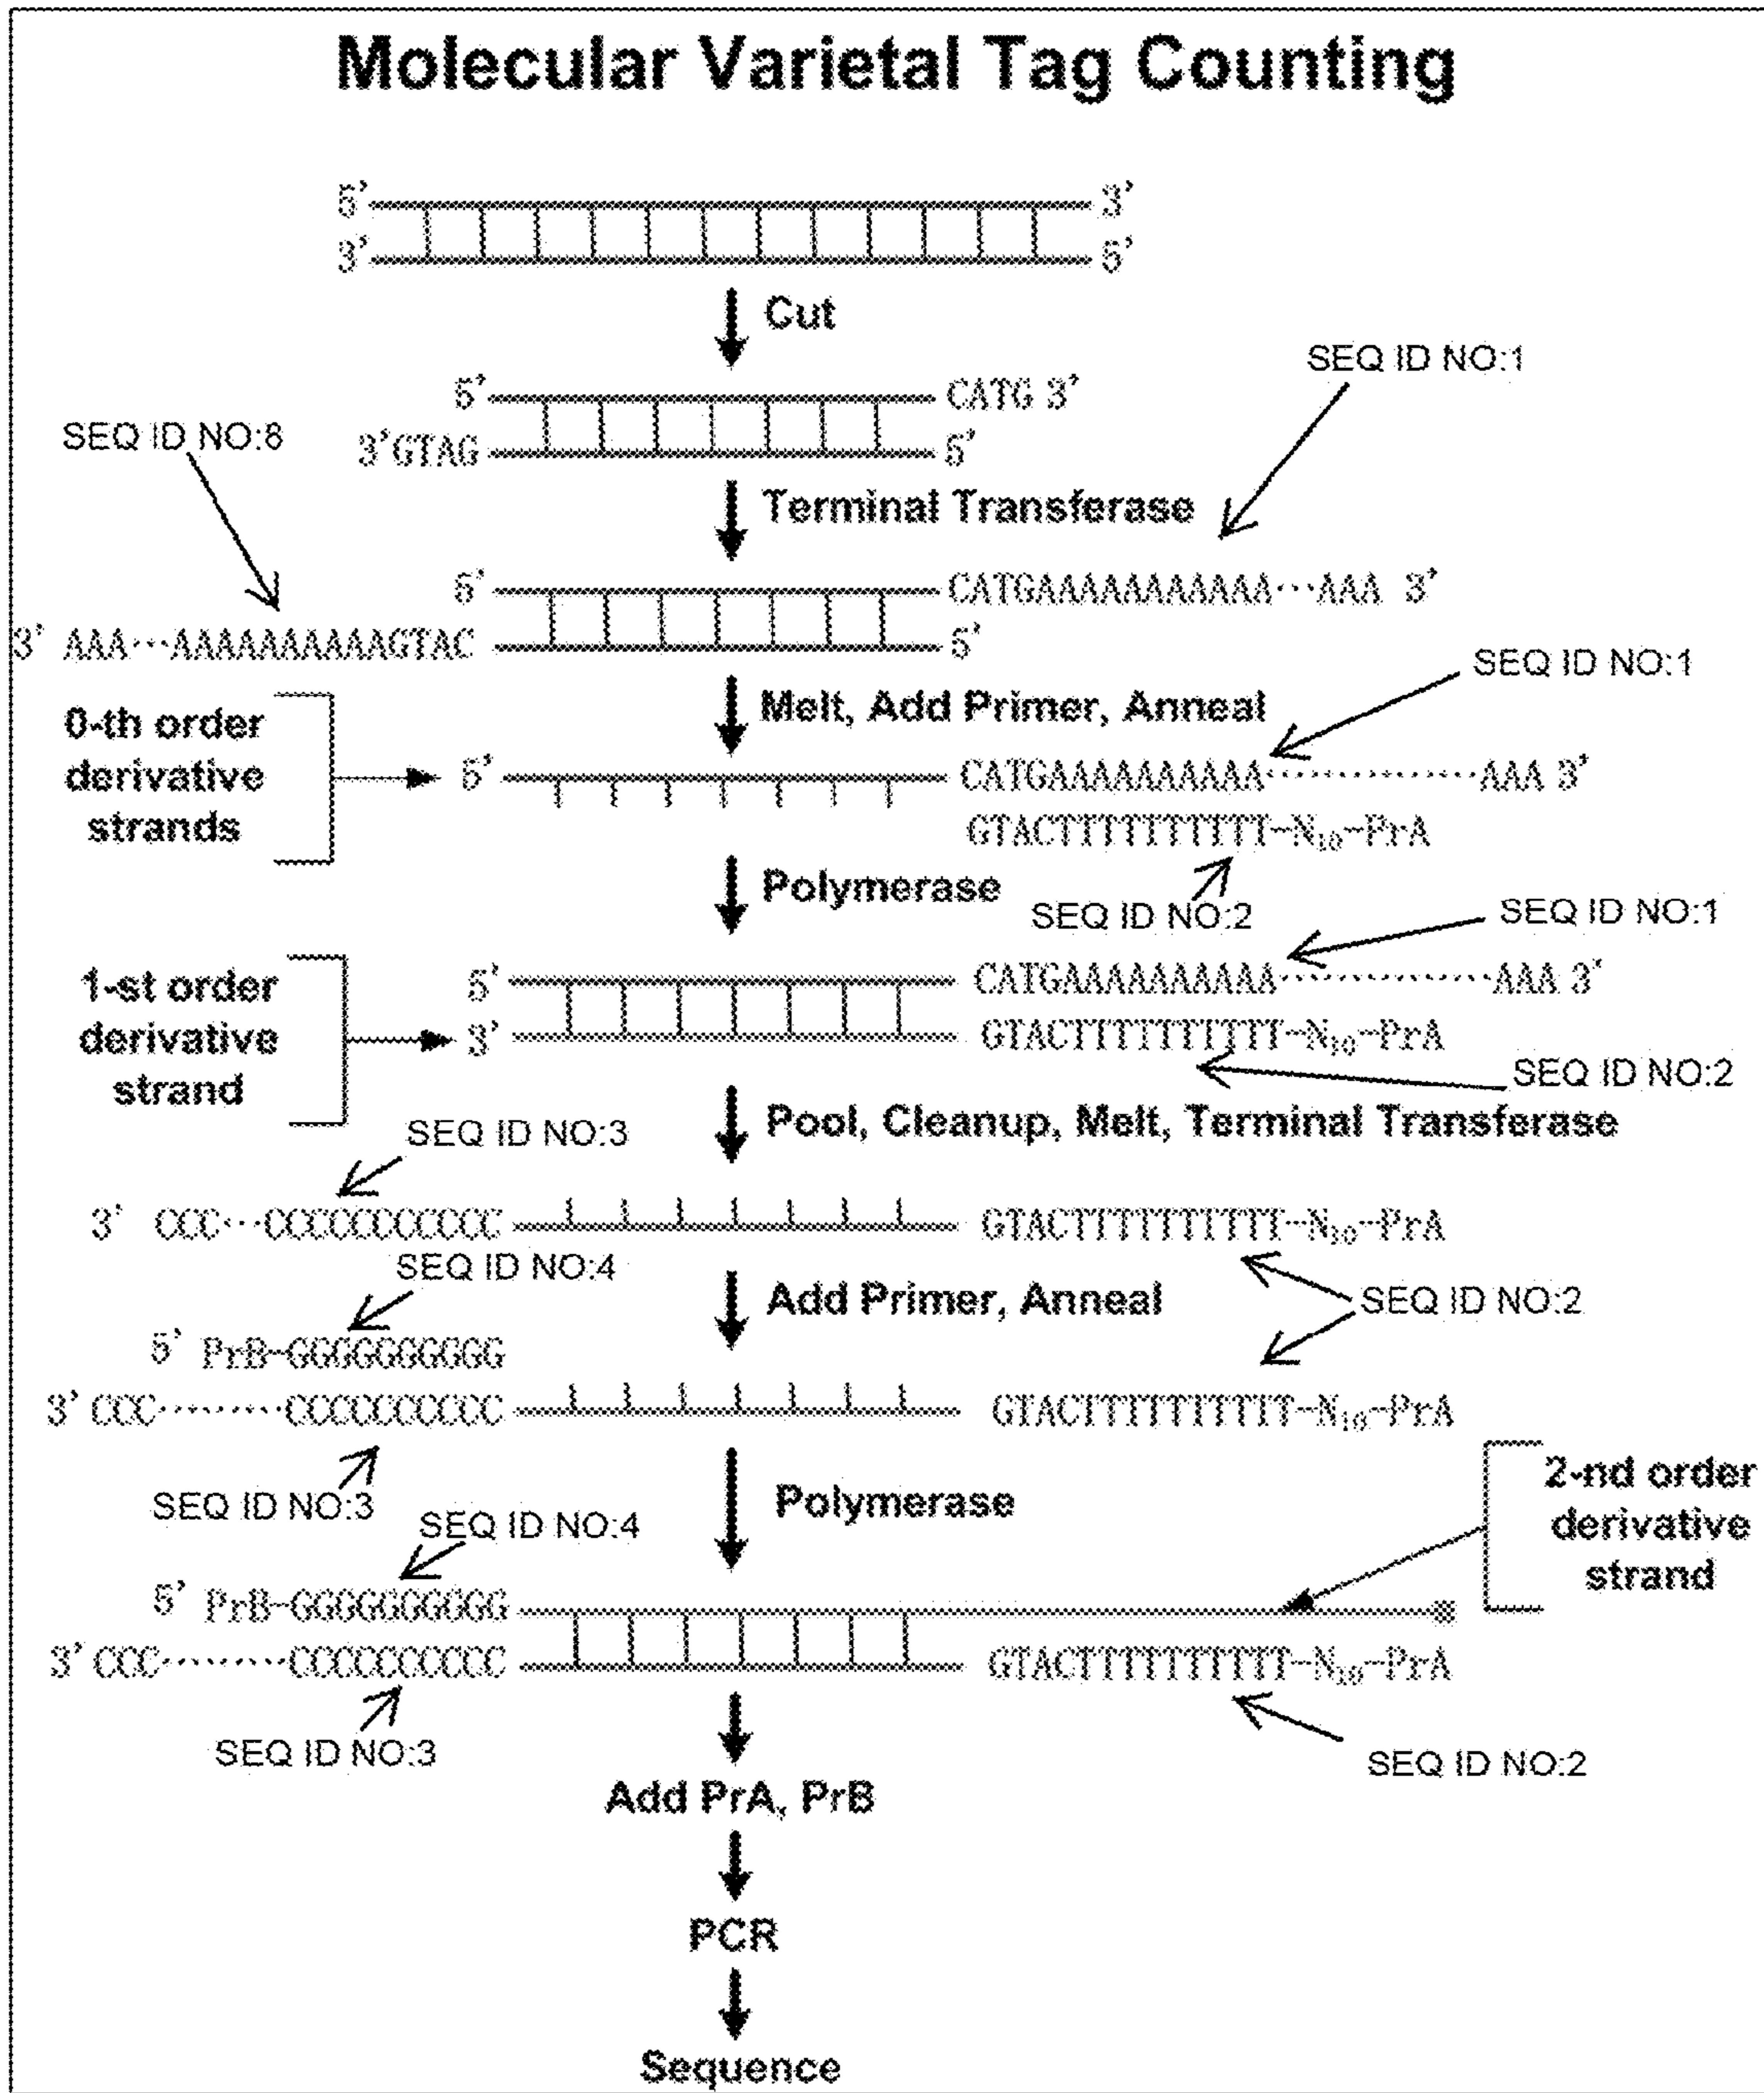 Molecular Varietal Tag Counting
5' 3'
3' 5'
Cut
SEQ ID NO:1
5' CATG 3'
SEQ ID NO:8
3'GTAG 5'
Terminal Transferase
5' CATGAAAAAAAAAAA···AAA 3'
3' AAA···AAAAAAAAAAGTAC 5'
SEQ ID NO:1
Melt, Add Primer, Anneal
0-th order
derivative
strands
5' CATGAAAAAAAAAA··············AAA 3'
GTACTTTTTTTTTT-N₁₀-PrA
Polymerase
SEQ ID NO:2
SEQ ID NO:1
1-st order
derivative
strand
5' CATGAAAAAAAAAA··············AAA 3'
3' GTACTTTTTTTTTT-N₁₀-PrA
SEQ ID NO:2
Pool, Cleanup, Melt, Terminal Transferase
SEQ ID NO:3
3' CCC···CCCCCCCCCCC GTACTTTTTTTTTT-N₁₀-PrA
SEQ ID NO:4
Add Primer, Anneal
SEQ ID NO:2
5' PrB-GGGGGGGGGG
3' CCC·········CCCCCCCCCC GTACTTTTTTTTTT-N₁₀-PrA
SEQ ID NO:3
Polymerase
2-nd order
derivative
strand
SEQ ID NO:4
5' PrB-GGGGGGGGGG
3' CCC·········CCCCCCCCCC GTACTTTTTTTTTT-N₁₀-PrA
SEQ ID NO:3
SEQ ID NO:2
Add PrA, PrB
PCR
Sequence